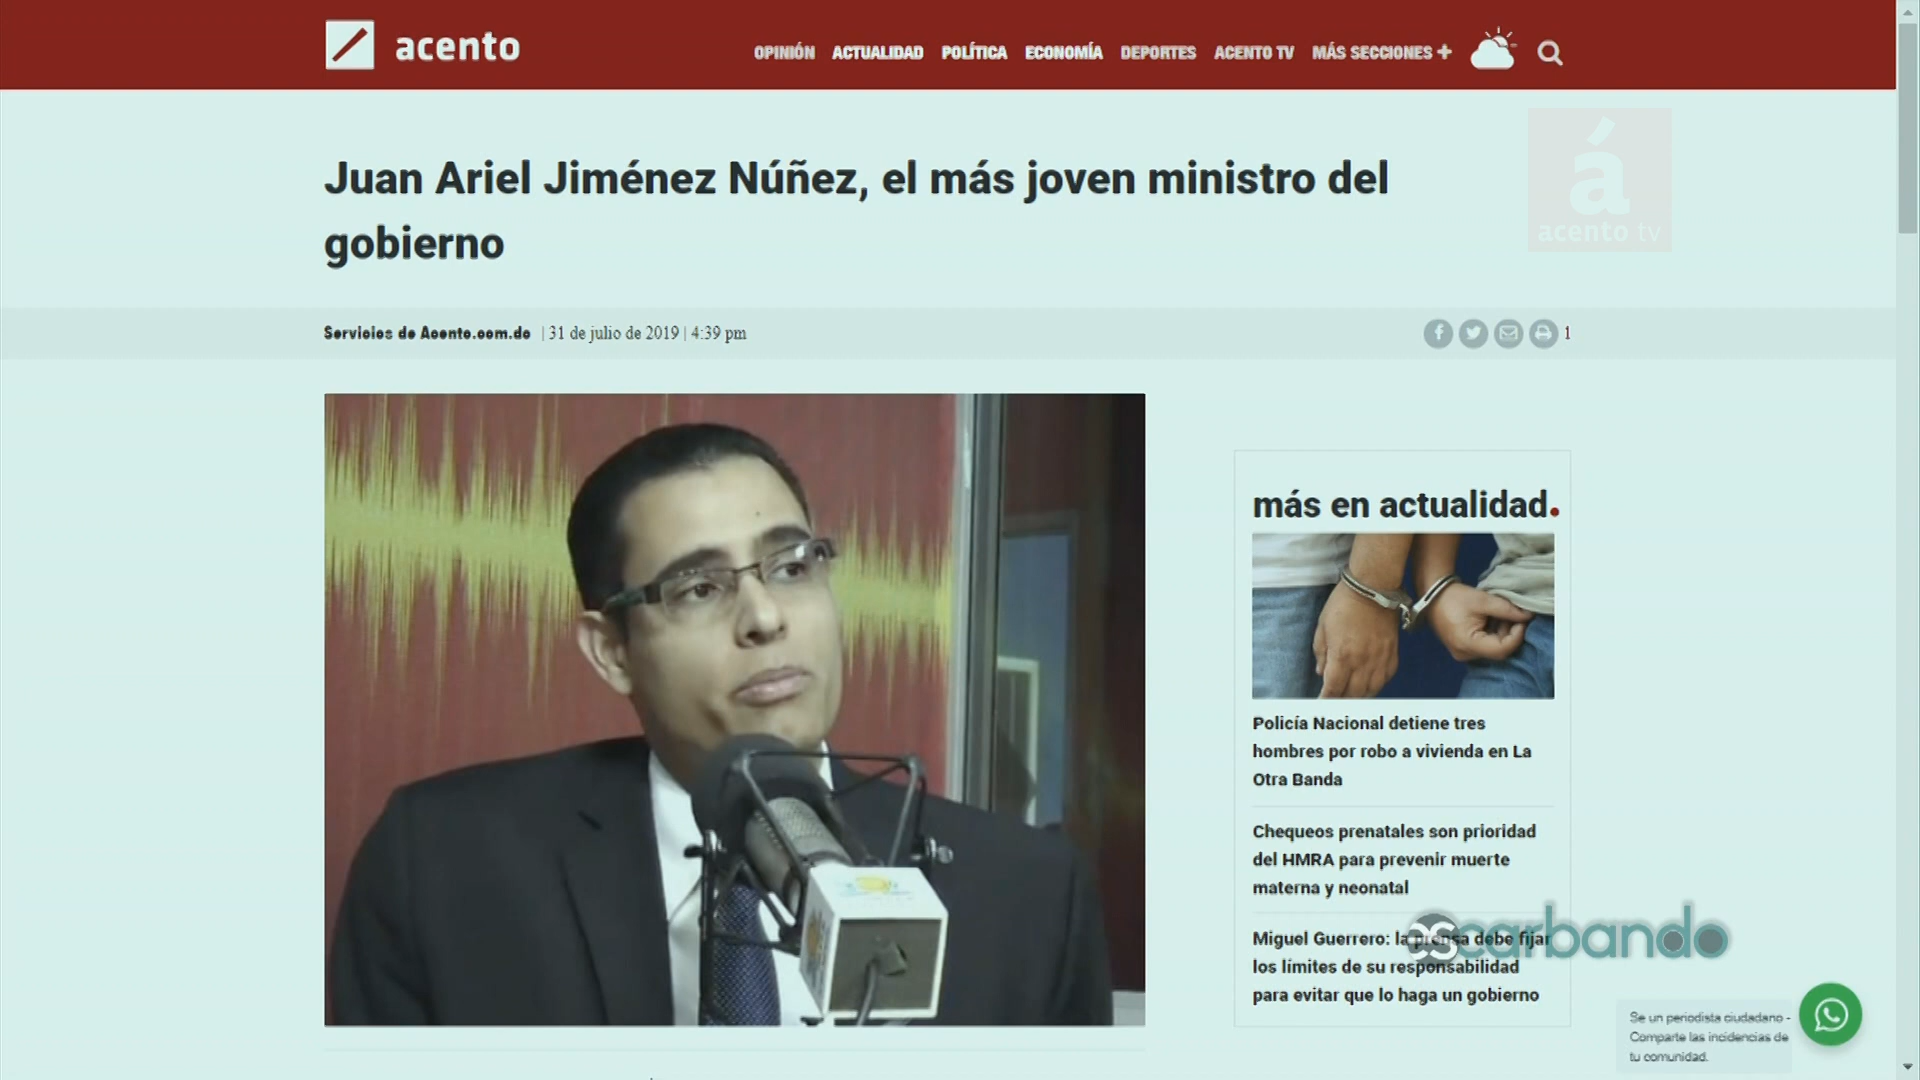 acento
OPINIÓN ACTUALIDAD POLÍTICA ECONOMÍA DEPORTES ACENTO TV MÁS SECCIONES +
á
acento tv
Juan Ariel Jiménez Núñez, el más joven ministro del
gobierno
Servicios de Acento.com.do | 31 de julio de 2019 | 4:39 pm
1
más en actualidad.
Policía Nacional detiene tres
hombres por robo a vivienda en La
Otra Banda
Chequeos prenatales son prioridad
del HMRA para prevenir muerte
materna y neonatal
Miguel Guerrero: la prensa debe fijar
los límites de su responsabilidad
para evitar que lo haga un gobierno
escarbando
Se un periodista ciudadano -
Comparte las incidencias de
tu comunidad.